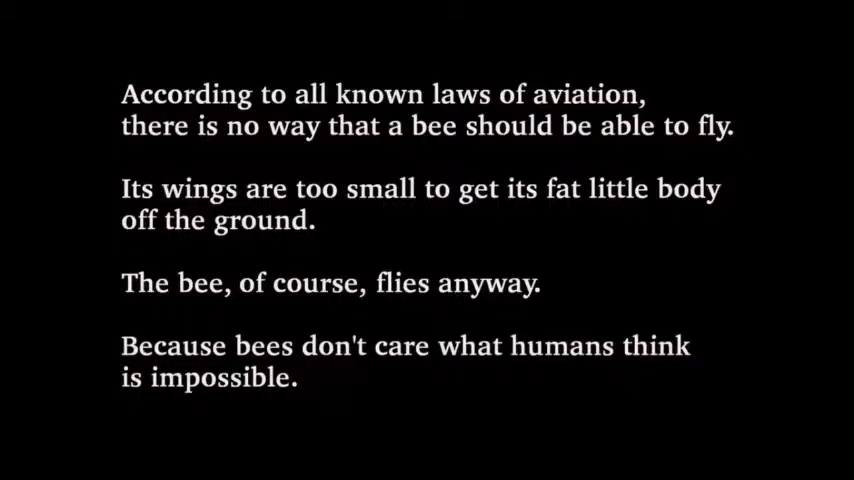 According to all known laws of aviation,
there is no way that a bee should be able to fly.
Its wings are too small to get its fat little body
off the ground.
The bee, of course, flies anyway.
Because bees don't care what humans think
is impossible.